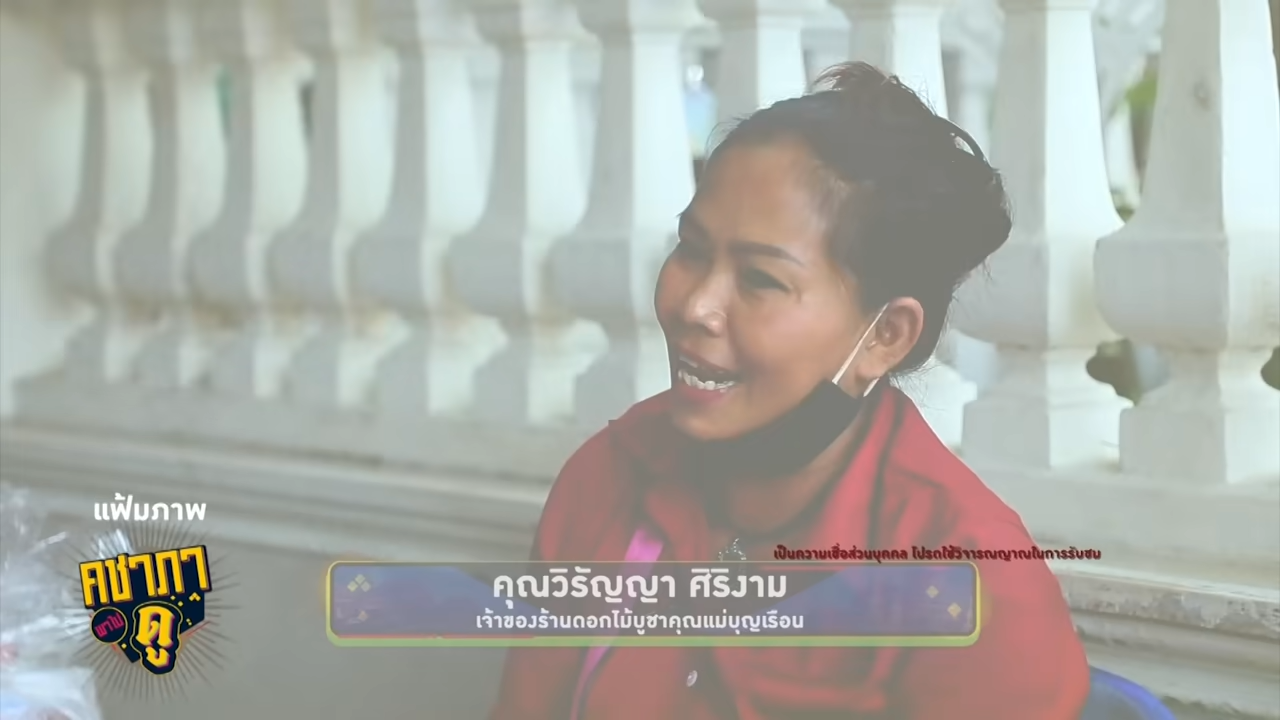 แฟ้มภาพ
คชาภา
พาไป
ดู
เป็นความเชื่อส่วนบุคคล โปรดใช้วิจารณญาณในการรับชม
คุณวิรัญญา ศิริงาม
เจ้าของร้านดอกไม้บูชาคุณแม่บุญเรือน